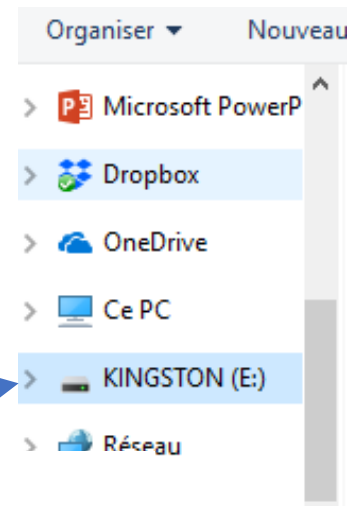 Organiser Nouveau
Microsoft PowerP
Dropbox
OneDrive
Ce PC
KINGSTON (E:)
Réseau